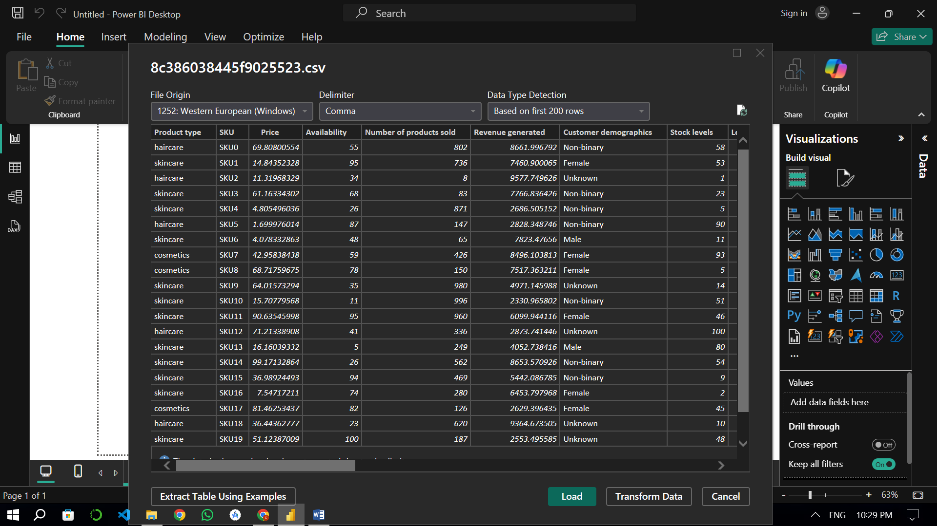 Untitled - Power BI Desktop
Search
Sign in
File Home Insert Modeling View Optimize Help
Share
Paste
Cut
Copy
Format painter
Clipboard
Publish
Share
Copilot
Copilot
8c386038445f9025523.csv
File Origin Delimiter Data Type Detection
1252: Western European (Windows) Comma Based on first 200 rows
Product type SKU Price Availability Number of products sold Revenue generated Customer demographics Stock levels
haircare SKU0 69.80800554 55 802 8661.996792 Non-binary 58
skincare SKU1 14.84352328 95 736 7460.900065 Female 53
haircare SKU2 11.31968329 34 8 9577.749626 Unknown 1
skincare SKU3 61.16334302 68 83 7766.836426 Non-binary 23
skincare SKU4 4.805496036 26 871 2686.505152 Non-binary 5
haircare SKU5 1.699976014 87 147 2828.348746 Non-binary 90
skincare SKU6 4.078332863 48 65 7823.47656 Male 11
cosmetics SKU7 42.95838438 59 426 8496.103813 Female 93
cosmetics SKU8 68.71759675 78 150 7517.363211 Female 5
skincare SKU9 64.01573294 35 980 4971.145988 Unknown 14
skincare SKU10 15.70779568 11 996 2330.965802 Non-binary 51
skincare SKU11 90.63545998 95 960 6099.944116 Female 46
haircare SKU12 71.21338908 41 336 2873.741446 Unknown 100
skincare SKU13 16.16039332 5 249 4052.738416 Male 80
skincare SKU14 99.17132864 26 562 8653.570926 Non-binary 54
skincare SKU15 36.98924493 94 469 5442.086785 Non-binary 9
skincare SKU16 7.54717211 74 280 6453.797968 Female 2
cosmetics SKU17 81.46253437 82 126 2629.396435 Female 45
haircare SKU18 36.44362777 23 620 9364.673505 Unknown 10
skincare SKU19 51.12387009 100 187 2553.495585 Unknown 48
Extract Table Using Examples
Load
Transform Data
Cancel
Visualizations
Build visual
Data
R
Py
123
Values
Add data fields here
Drill through
Cross-report
Off
Keep all filters
On
DAX
Page 1 of 1
63%
ENG
10:29 PM